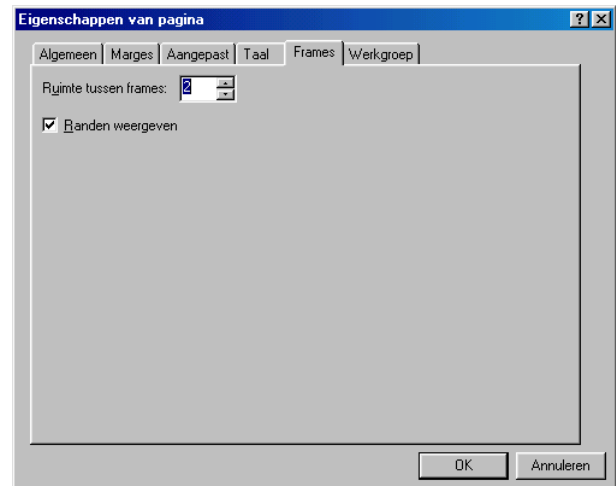 Eigenschappen van pagina
Algemeen Marges Aangepast Taal Frames Werkgroep
Ruimte tussen frames: 2
Randen weergeven
OK Annuleren